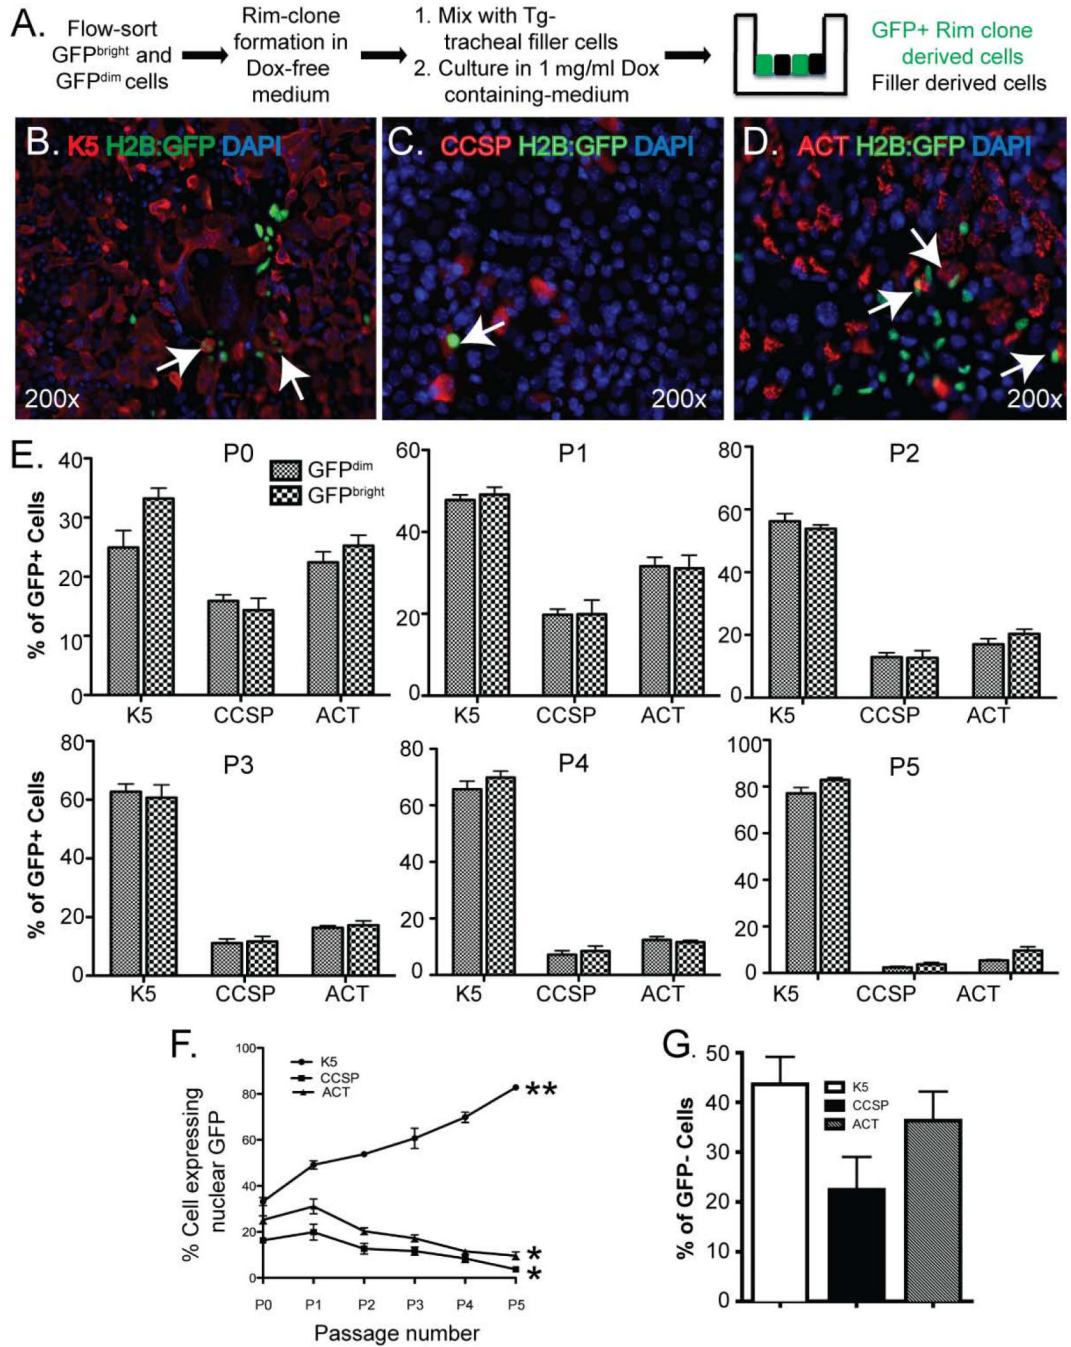 A.
Flow-sort
GFPbright and
GFPdim cells
Rim-clone
formation in
Dox-free
medium
1. Mix with Tg-
tracheal filler cells
2. Culture in 1 mg/ml Dox
containing-medium
GFP+ Rim clone
derived cells
Filler derived cells
B. K5 H2B:GFP DAPI
200x
C. CCSP H2B:GFP DAPI
200x
D. ACT H2B:GFP DAPI
200x
E.
P0
GFPdim
GFPbright
% of GFP+ Cells
40
30
20
10
0
K5 CCSP ACT
P1
60
40
20
0
K5 CCSP ACT
P2
80
60
40
20
0
K5 CCSP ACT
P3
% of GFP+ Cells
80
60
40
20
0
K5 CCSP ACT
P4
80
60
40
20
0
K5 CCSP ACT
P5
100
80
60
40
20
0
K5 CCSP ACT
F.
K5
CCSP
ACT
% Cell expressing
nuclear GFP
100
80
60
40
20
0
**
*
*
P0 P1 P2 P3 P4 P5
Passage number
G.
K5
CCSP
ACT
% of GFP- Cells
50
40
30
20
10
0